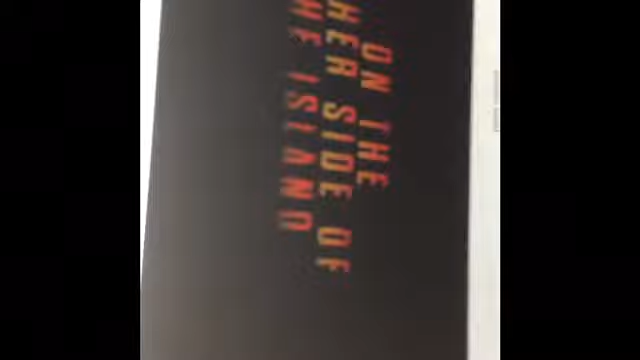 ON THE
HER SIDE OF
HE ISLAND